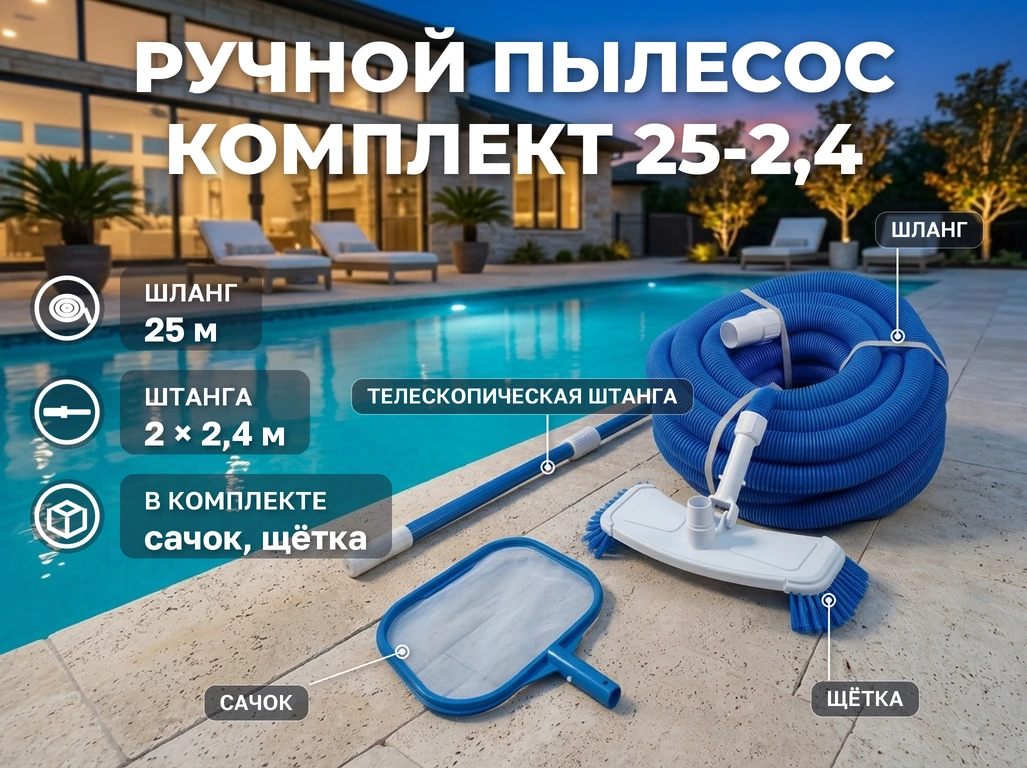 РУЧНОЙ ПЫЛЕСОС
КОМПЛЕКТ 25-2,4
ШЛАНГ
ШЛАНГ
25 м
ТЕЛЕСКОПИЧЕСКАЯ ШТАНГА
ШТАНГА
2 × 2,4 м
В КОМПЛЕКТЕ
сачок, щётка
САЧОК
ЩЁТКА